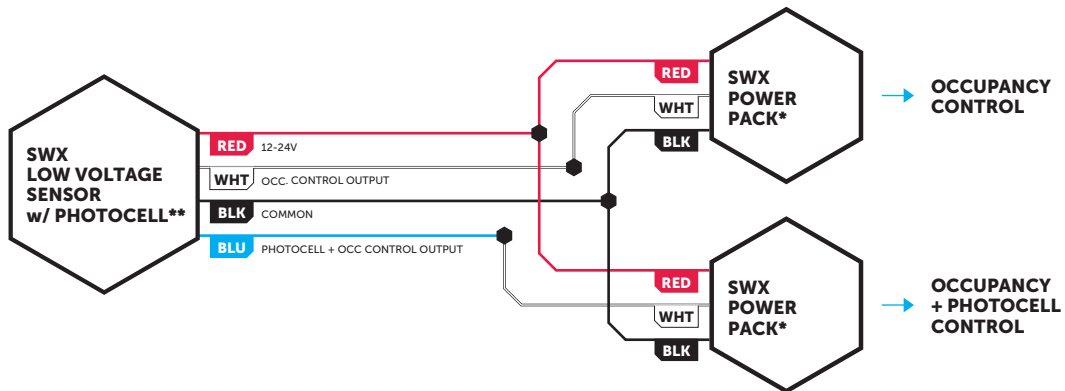 SWX
LOW VOLTAGE
SENSOR
w/ PHOTOCELL**
RED 12-24V
WHT OCC. CONTROL OUTPUT
BLK COMMON
BLU PHOTOCELL + OCC CONTROL OUTPUT
RED
WHT
BLK
SWX
POWER
PACK*
OCCUPANCY
CONTROL
RED
WHT
BLK
SWX
POWER
PACK*
OCCUPANCY
+ PHOTOCELL
CONTROL